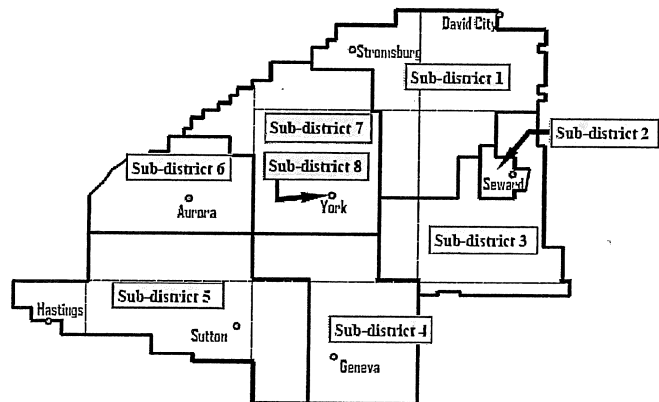 David City
Stromsburg
Sub-district 1
Sub-district 7
Sub-district 2
Sub-district 6
Sub-district 8
Seward
Aurora
York
Sub-district 3
Sub-district 5
Hastings
Sutton
Sub-district 4
Geneva